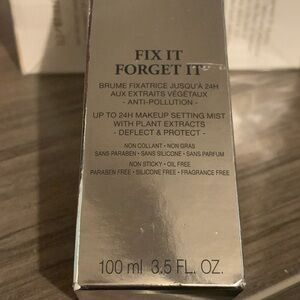 FIX IT
FORGET IT
BRUME FIXATRICE JUSQU'À 24H
AUX EXTRAITS VÉGÉTAUX
- ANTI-POLLUTION -
UP TO 24H MAKEUP SETTING MIST
WITH PLANT EXTRACTS
- DEFLECT & PROTECT -
NON COLLANT • NON GRAS
SANS PARABEN • SANS SILICONE • SANS PARFUM
NON STICKY • OIL FREE
PARABEN FREE • SILICONE FREE • FRAGRANCE FREE
100 ml 3.5 FL. OZ.